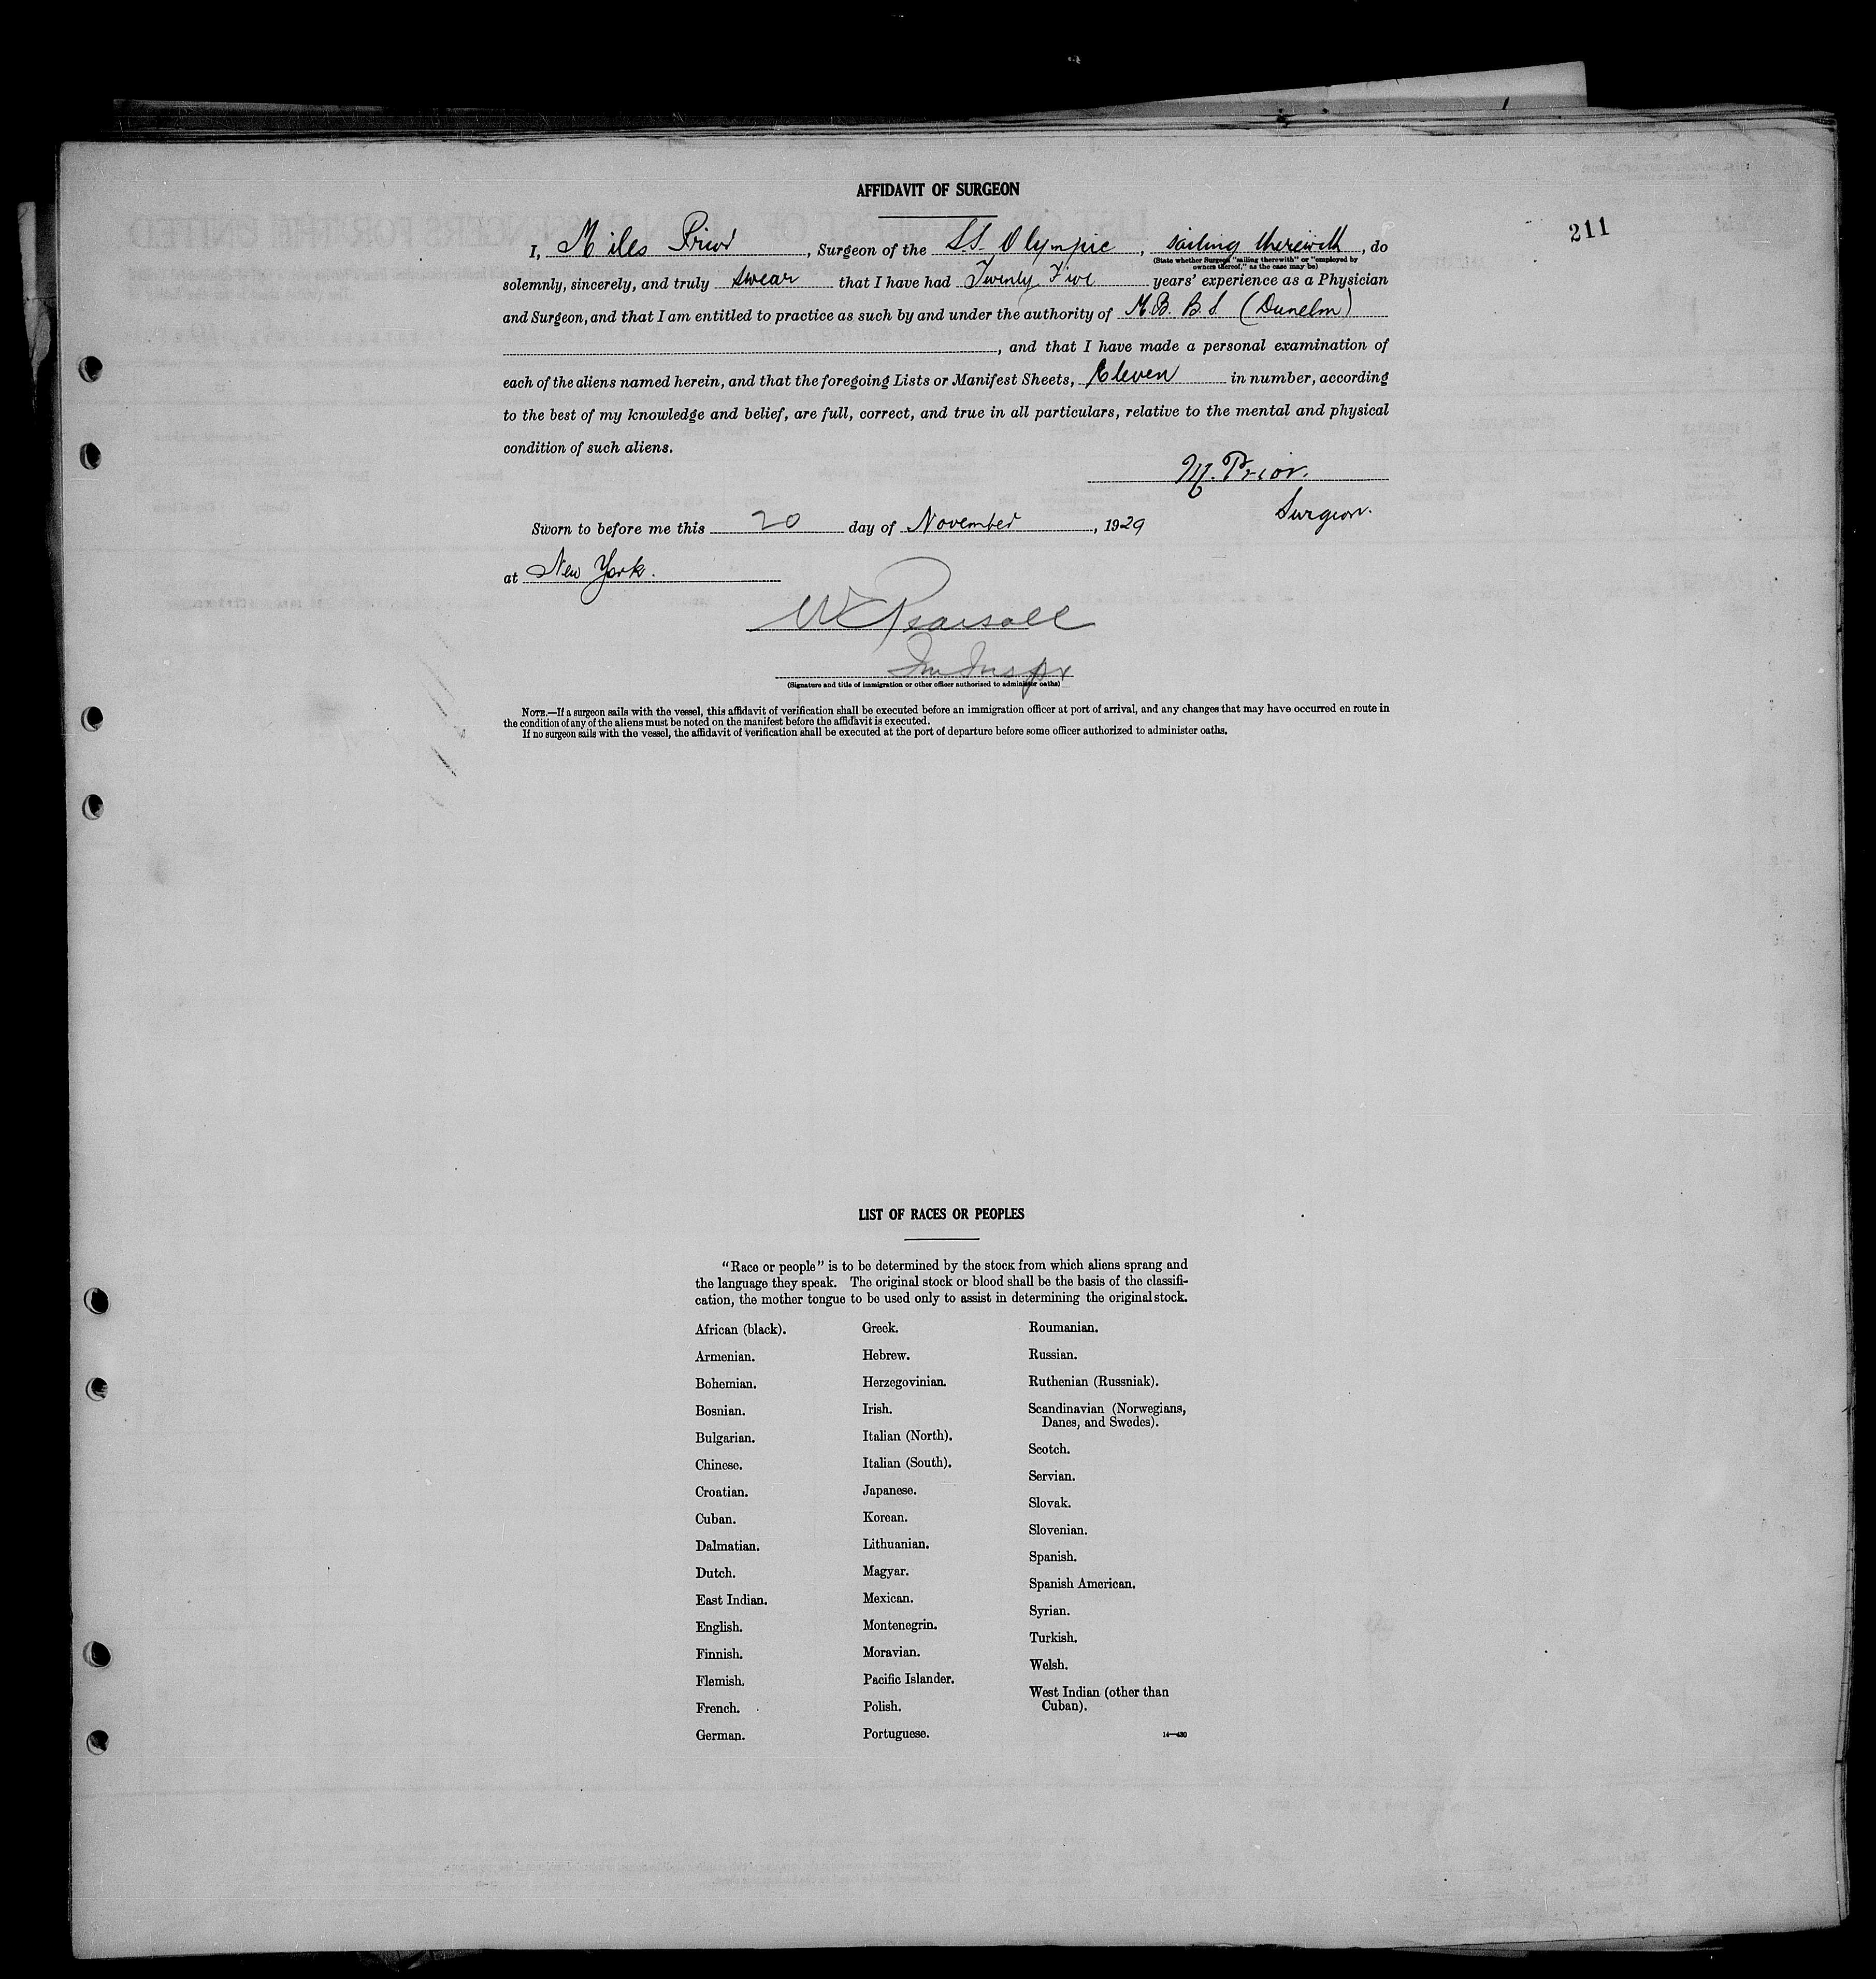 AFFIDAVIT OF SURGEON
211
I, Miles Prior, Surgeon of the S.S. Olympic, sailing therewith, do
(State whether Surgeon "sailing therewith" or "employed by
owners thereof," as the case may be)
solemnly, sincerely, and truly swear that I have had Twenty Five years' experience as a Physician
and Surgeon, and that I am entitled to practice as such by and under the authority of M.B. B.S. (Dunelm)
, and that I have made a personal examination of
each of the aliens named herein, and that the foregoing Lists or Manifest Sheets, Eleven in number, according
to the best of my knowledge and belief, are full, correct, and true in all particulars, relative to the mental and physical
condition of such aliens.
M. Prior.
Surgeon.
Sworn to before me this 20 day of November, 1929
at New York.
W Pearsall
Im Inspr
(Signature and title of immigration or other officer authorized to administer oaths)
NOTE.—If a surgeon sails with the vessel, this affidavit of verification shall be executed before an immigration officer at port of arrival, and any changes that may have occurred en route in
the condition of any of the aliens must be noted on the manifest before the affidavit is executed.
If no surgeon sails with the vessel, the affidavit of verification shall be executed at the port of departure before some officer authorized to administer oaths.
LIST OF RACES OR PEOPLES
"Race or people" is to be determined by the stock from which aliens sprang and
the language they speak. The original stock or blood shall be the basis of the classifi-
cation, the mother tongue to be used only to assist in determining the original stock.
African (black).
Armenian.
Bohemian.
Bosnian.
Bulgarian.
Chinese.
Croatian.
Cuban.
Dalmatian.
Dutch.
East Indian.
English.
Finnish.
Flemish.
French.
German.
Greek.
Hebrew.
Herzegovinian.
Irish.
Italian (North).
Italian (South).
Japanese.
Korean.
Lithuanian.
Magyar.
Mexican.
Montenegrin.
Moravian.
Pacific Islander.
Polish.
Portuguese.
Roumanian.
Russian.
Ruthenian (Russniak).
Scandinavian (Norwegians,
Danes, and Swedes).
Scotch.
Servian.
Slovak.
Slovenian.
Spanish.
Spanish American.
Syrian.
Turkish.
Welsh.
West Indian (other than
Cuban).
14—430